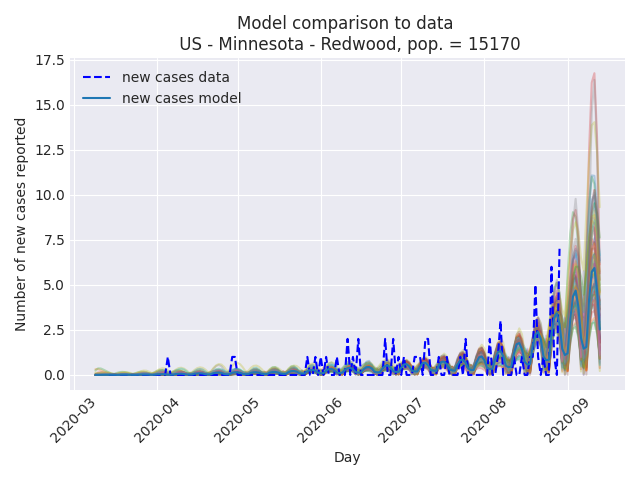 Model comparison to data
US - Minnesota - Redwood, pop. = 15170
new cases data
new cases model
Number of new cases reported
17.5
15.0
12.5
10.0
7.5
5.0
2.5
0.0
2020-03
2020-04
2020-05
2020-06
2020-07
2020-08
2020-09
Day